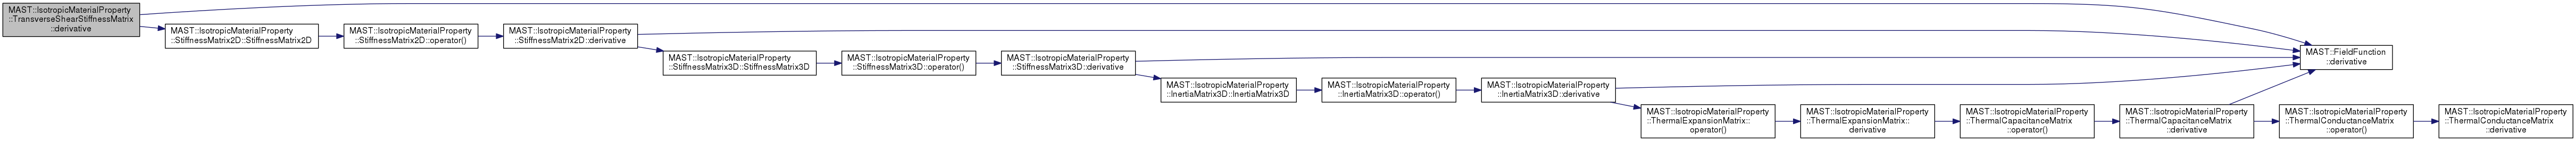 MAST::IsotropicMaterialProperty
::TransverseShearStiffnessMatrix
::derivative
MAST::IsotropicMaterialProperty
::StiffnessMatrix2D::StiffnessMatrix2D
MAST::IsotropicMaterialProperty
::StiffnessMatrix2D::operator()
MAST::IsotropicMaterialProperty
::StiffnessMatrix2D::derivative
MAST::IsotropicMaterialProperty
::StiffnessMatrix3D::StiffnessMatrix3D
MAST::IsotropicMaterialProperty
::StiffnessMatrix3D::operator()
MAST::IsotropicMaterialProperty
::StiffnessMatrix3D::derivative
MAST::IsotropicMaterialProperty
::InertiaMatrix3D::InertiaMatrix3D
MAST::IsotropicMaterialProperty
::InertiaMatrix3D::operator()
MAST::IsotropicMaterialProperty
::InertiaMatrix3D::derivative
MAST::IsotropicMaterialProperty
::ThermalExpansionMatrix::
operator()
MAST::IsotropicMaterialProperty
::ThermalExpansionMatrix::
derivative
MAST::IsotropicMaterialProperty
::ThermalCapacitanceMatrix
::operator()
MAST::IsotropicMaterialProperty
::ThermalCapacitanceMatrix
::derivative
MAST::FieldFunction
::derivative
MAST::IsotropicMaterialProperty
::ThermalConductanceMatrix
::operator()
MAST::IsotropicMaterialProperty
::ThermalConductanceMatrix
::derivative